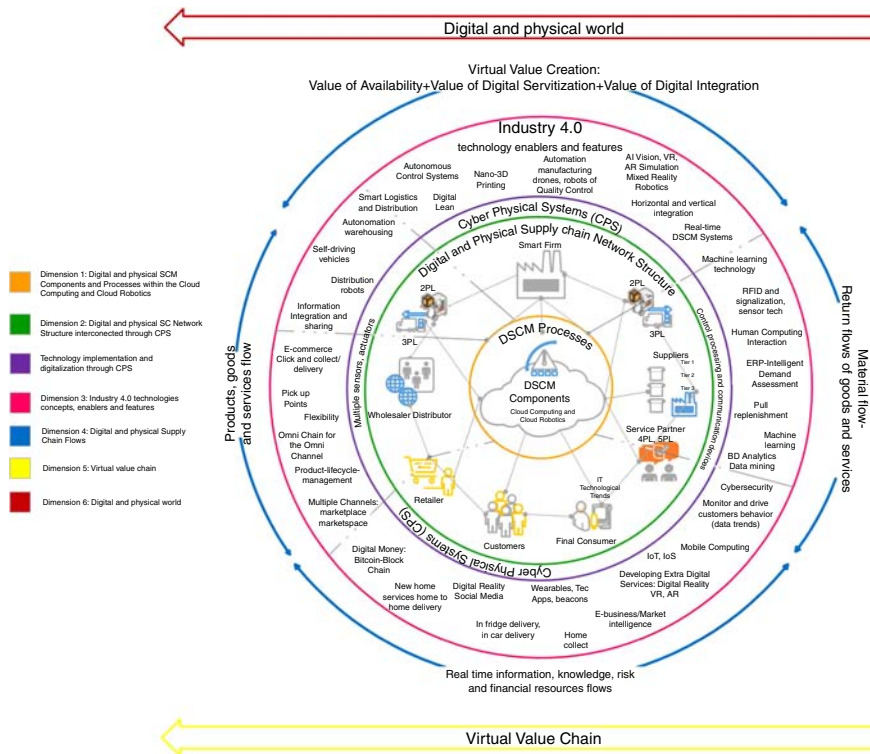 Digital and physical world
Virtual Value Creation:
Value of Availability+Value of Digital Servitization+Value of Digital Integration
Industry 4.0
technology enablers and features
Autonomous
Control Systems
Nano-3D
Printing
Automation
manufacturing
drones, robots of
Quality Control
AI Vision, VR,
AR Simulation
Mixed Reality
Robotics
Smart Logistics
and Distribution
Digital
Lean
Horizontal and vertical
integration
Autonomation
warehousing
Real-time
DSCM Systems
Self-driving
vehicles
Machine learning
technology
Distribution
robots
RFID and
signalization,
sensor tech
Information
Integration and
sharing
Human Computing
Interaction
E-commerce
Click and collect/
delivery
ERP-Intelligent
Demand
Assessment
Pick up
Points
Pull
replenishment
Flexibility
Omni Chain for
the Omni
Channel
Machine
learning
BD Analytics
Data mining
Product-lifecycle-
management
Cybersecurity
Multiple Channels:
marketplace
marketspace
Monitor and drive
customers behavior
(data trends)
Digital Money:
Bitcoin-Block
Chain
Mobile Computing
IoT, IoS
New home
services home to
home delivery
Digital Reality
Social Media
Wearables, Tec
Apps, beacons
Developing Extra Digital
Services: Digital Reality
VR, AR
In fridge delivery,
in car delivery
Home
collect
E-business/Market
intelligence
Cyber Physical Systems (CPS)
Digital and Physical Supply chain Network Structure
Multiple sensors, actuators
Control processing and communication devices
Cyber Physical Systems (CPS)
Smart Firm
2PL
3PL
2PL
3PL
Suppliers
Tier 1
Tier 2
Tier 3
Wholesaler Distributor
Service Partner
4PL, 5PL
Retailer
Customers
IT
Technological
Trends
Final Consumer
DSCM Processes
DSCM
Components
Cloud Computing and
Cloud Robotics
Products, goods
and services flow
Material flow-
Return flows of goods and services
Real time information, knowledge, risk
and financial resources flows
Virtual Value Chain
Dimension 1: Digital and physical SCM
Components and Processes within the Cloud
Computing and Cloud Robotics
Dimension 2: Digital and physical SC Network
Structure interconected through CPS
Technology implementation and
digitalization through CPS
Dimension 3: Industry 4.0 technologies
concepts, enablers and features
Dimension 4: Digital and physical Supply
Chain Flows
Dimension 5: Virtual value chain
Dimension 6: Digital and physical world